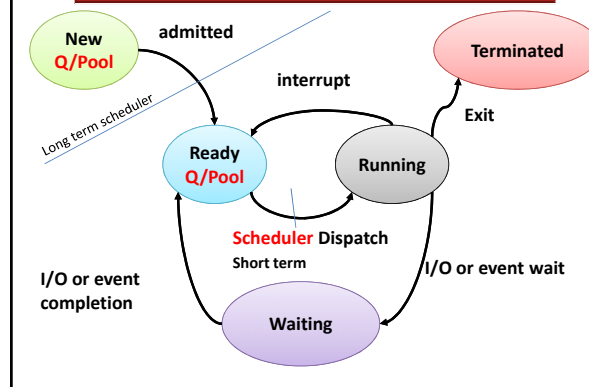 New
Q/Pool
admitted
Terminated
interrupt
Exit
Long term scheduler
Ready
Q/Pool
Running
Scheduler Dispatch
Short term
I/O or event
completion
I/O or event wait
Waiting